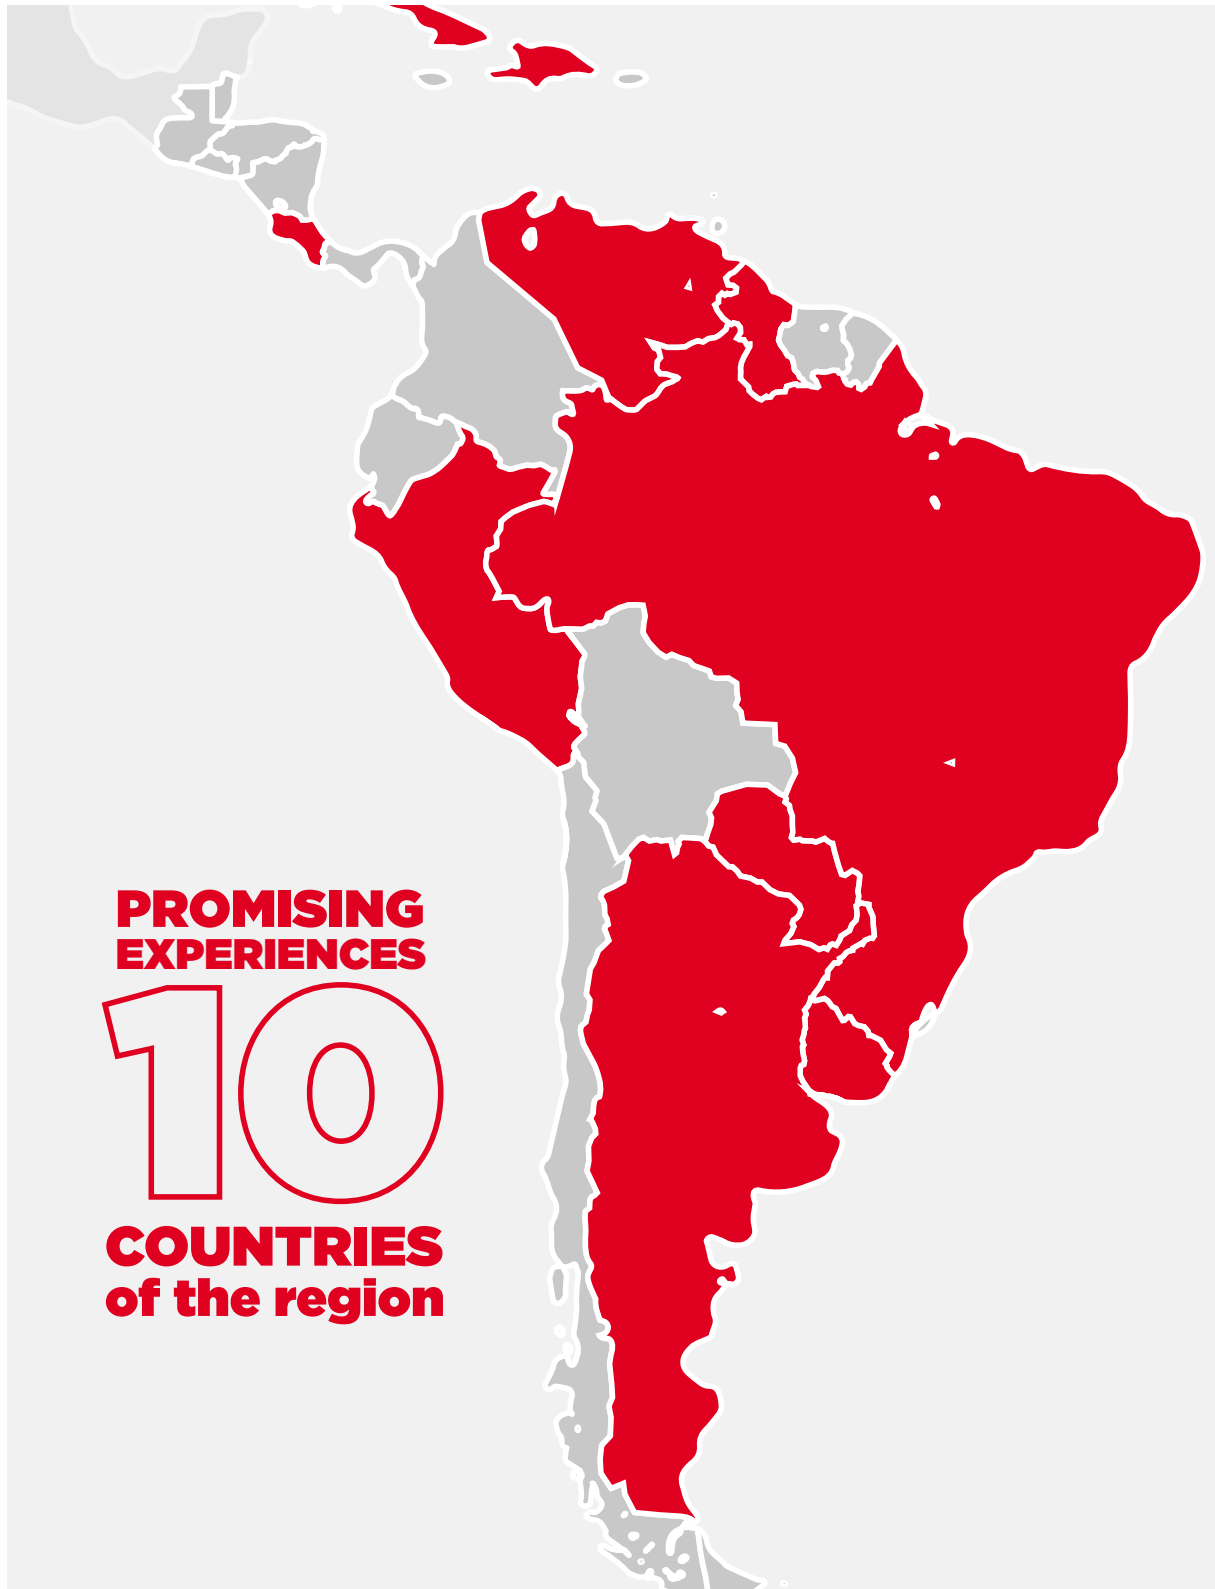 PROMISING
EXPERIENCES
10
COUNTRIES
of the region